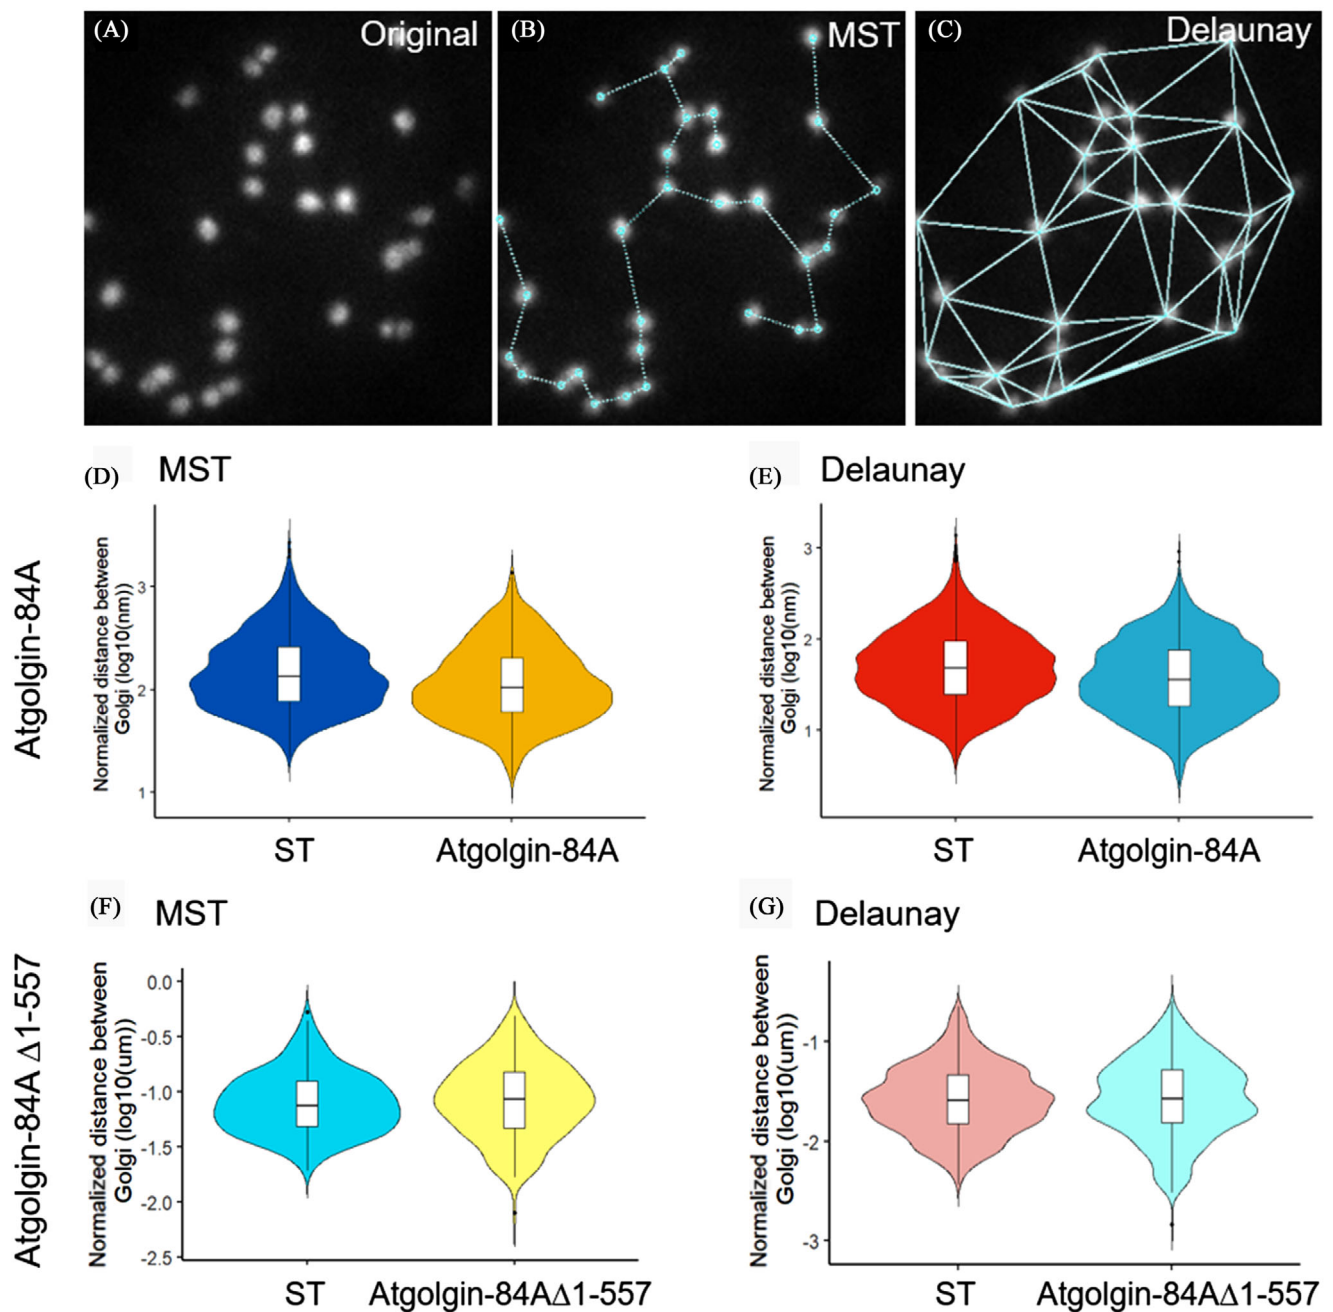 (A) Original
(B) MST
(C) Delaunay
Atgolgin-84A
(D) MST
Normalized distance between
Golgi (log10(nm))
3
2
1
ST Atgolgin-84A
(E) Delaunay
Normalized distance between
Golgi (log10(nm))
3
2
1
ST Atgolgin-84A
Atgolgin-84A Δ1-557
(F) MST
Normalized distance between
Golgi (log10(um))
0.0
-0.5
-1.0
-1.5
-2.0
-2.5
ST Atgolgin-84AΔ1-557
(G) Delaunay
Normalized distance between
Golgi (log10(um))
-1
-2
-3
ST Atgolgin-84AΔ1-557